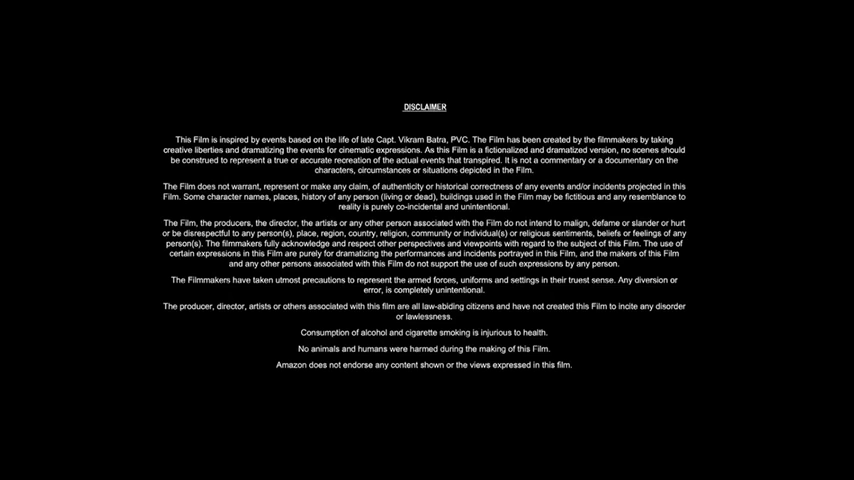 DISCLAIMER
This Film is inspired by events based on the life of late Capt. Vikram Batra, PVC. The Film has been created by the filmmakers by taking
creative liberties and dramatizing the events for cinematic expressions. As this Film is a fictionalized and dramatized version, no scenes should
be construed to represent a true or accurate recreation of the actual events that transpired. It is not a commentary or a documentary on the
characters, circumstances or situations depicted in the Film.
The Film does not warrant, represent or make any claim, of authenticity or historical correctness of any events and/or incidents projected in this
Film. Some character names, places, history of any person (living or dead), buildings used in the Film may be fictitious and any resemblance to
reality is purely co-incidental and unintentional.
The Film, the producers, the director, the artists or any other person associated with the Film do not intend to malign, defame or slander or hurt
or be disrespectful to any person(s), place, region, country, religion, community or individual(s) or religious sentiments, beliefs or feelings of any
person(s). The filmmakers fully acknowledge and respect other perspectives and viewpoints with regard to the subject of this Film. The use of
certain expressions in this Film are purely for dramatizing the performances and incidents portrayed in this Film, and the makers of this Film
and any other persons associated with this Film do not support the use of such expressions by any person.
The Filmmakers have taken utmost precautions to represent the armed forces, uniforms and settings in their truest sense. Any diversion or
error, is completely unintentional.
The producer, director, artists or others associated with this film are all law-abiding citizens and have not created this Film to incite any disorder
or lawlessness.
Consumption of alcohol and cigarette smoking is injurious to health.
No animals and humans were harmed during the making of this Film.
Amazon does not endorse any content shown or the views expressed in this film.